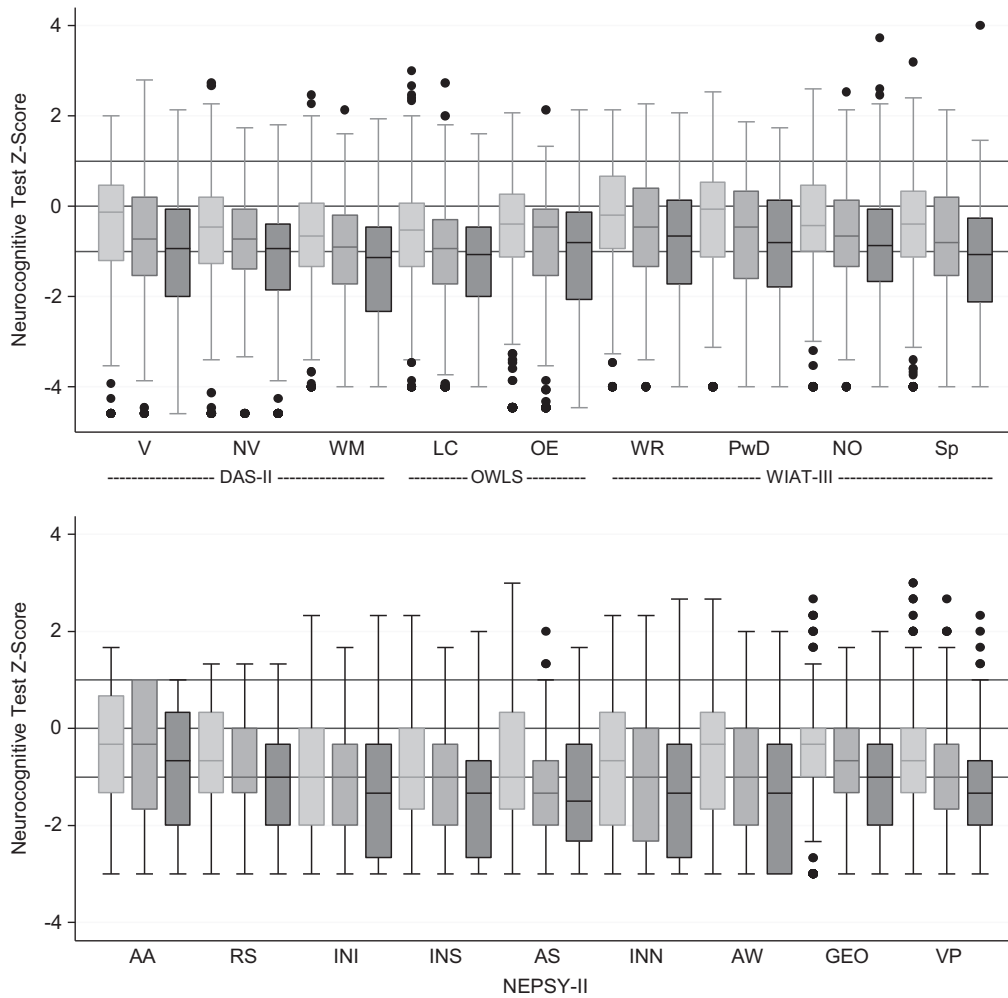 Neurocognitive Test Z-Score
4
2
0
-2
-4
V NV WM LC OE WR PwD NO Sp
------------------ DAS-II ------------------ ---------- OWLS ---------- ------------------------- WIAT-III -------------------------
Neurocognitive Test Z-Score
4
2
0
-2
-4
AA RS INI INS AS INN AW GEO VP
NEPSY-II